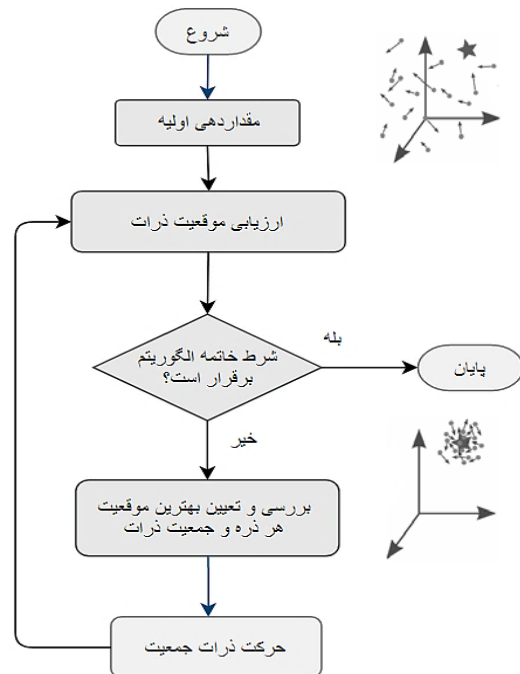 شروع
مقداردهی اولیه
ارزیابی موقعیت ذرات
شرط خاتمه الگوریتم
برقرار است؟
بله
پایان
خیر
بررسی و تعیین بهترین موقعیت
هر ذره و جمعیت ذرات
حرکت ذرات جمعیت